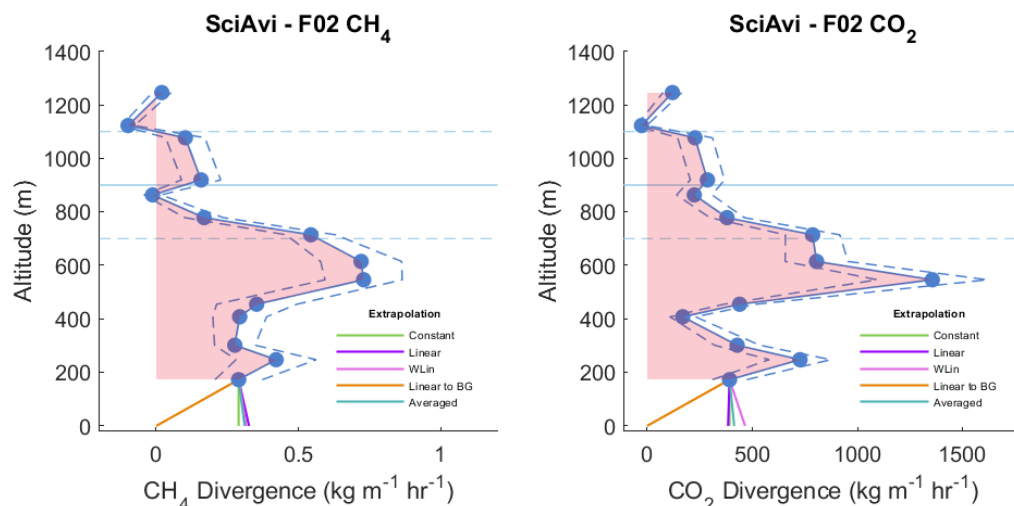 SciAvi - F02 CH₄
1400
1200
1000
800
600
400
200
0
Altitude (m)
Extrapolation
Constant
Linear
WLin
Linear to BG
Averaged
0
0.5
1
CH₄ Divergence (kg m⁻¹ hr⁻¹)
SciAvi - F02 CO₂
1400
1200
1000
800
600
400
200
0
Altitude (m)
Extrapolation
Constant
Linear
WLin
Linear to BG
Averaged
0
500
1000
1500
CO₂ Divergence (kg m⁻¹ hr⁻¹)